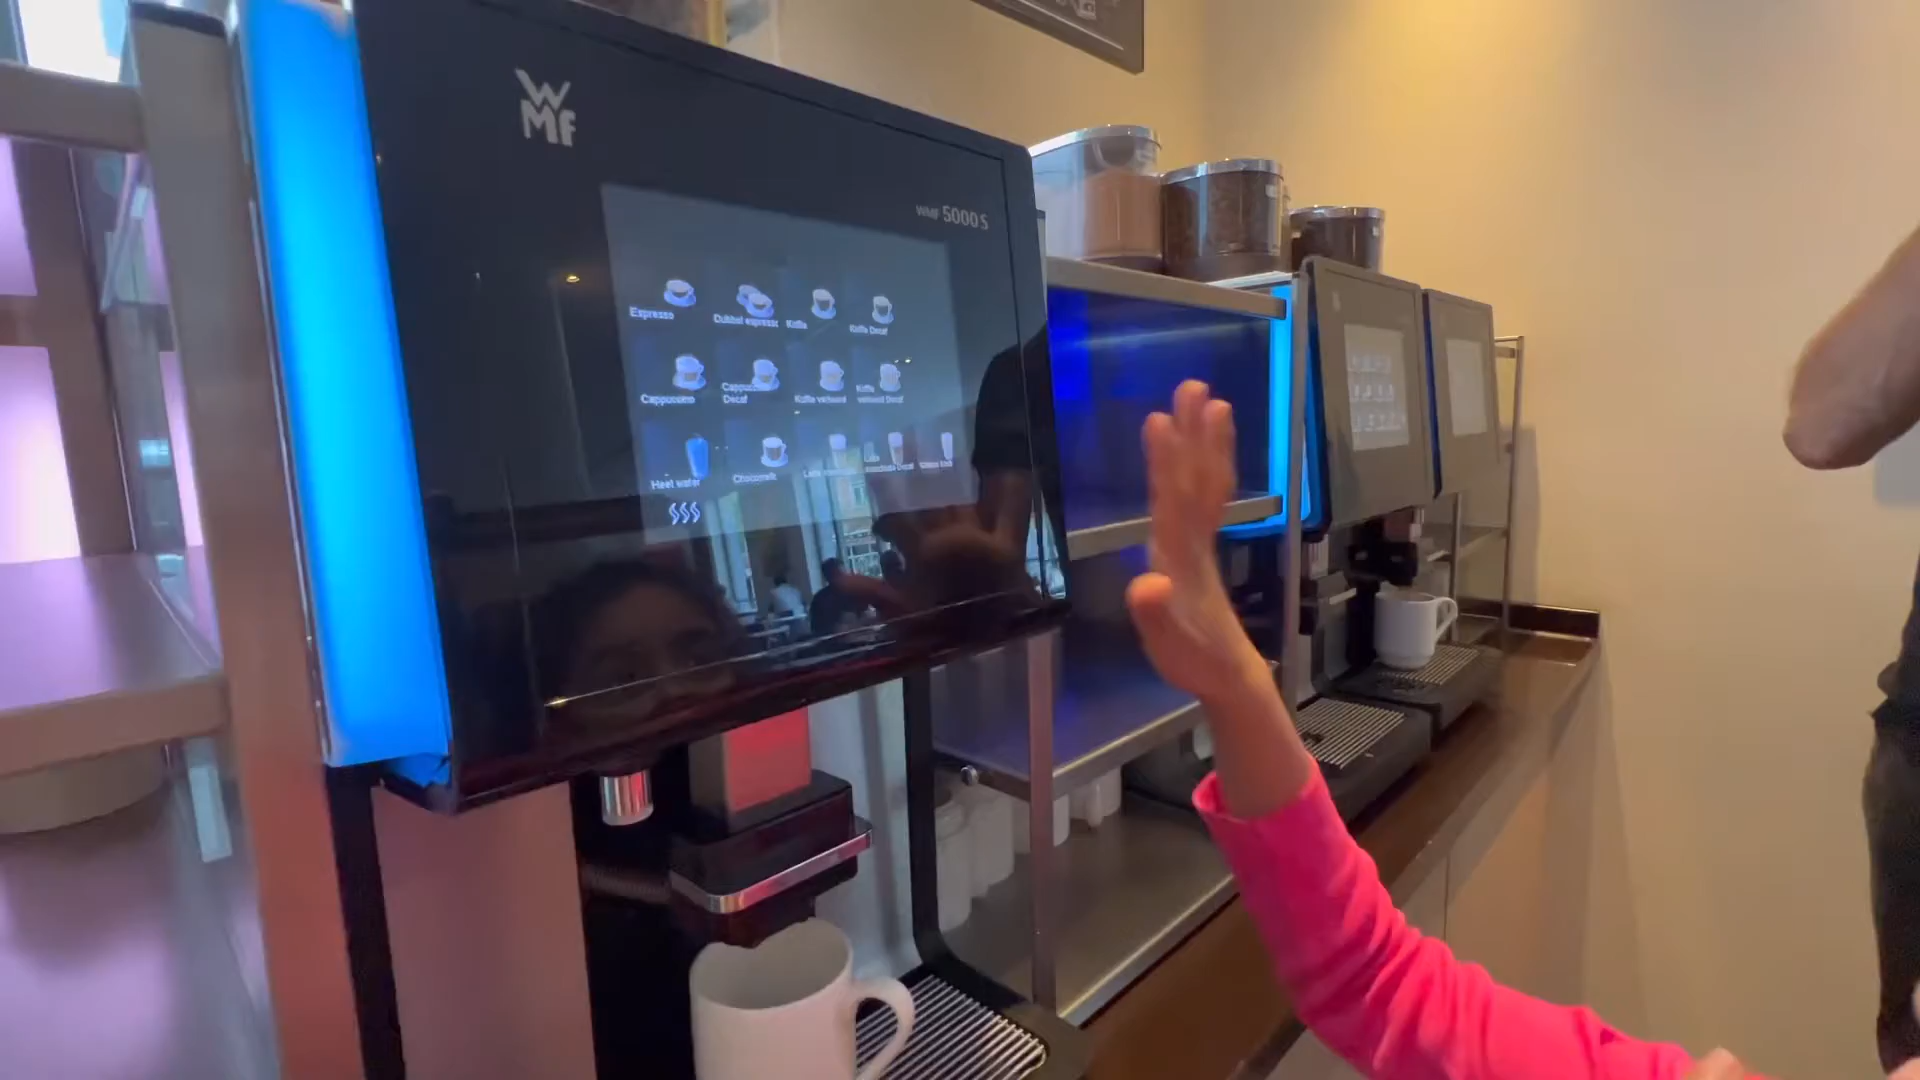 WMF
WMF 5000 S
Espresso
Dubbel espresso
Koffie
Koffie Decaf
Cappuccino
Cappuccino
Decaf
Koffie verkeerd
Koffie
verkeerd Decaf
Heet water
Chocomelk